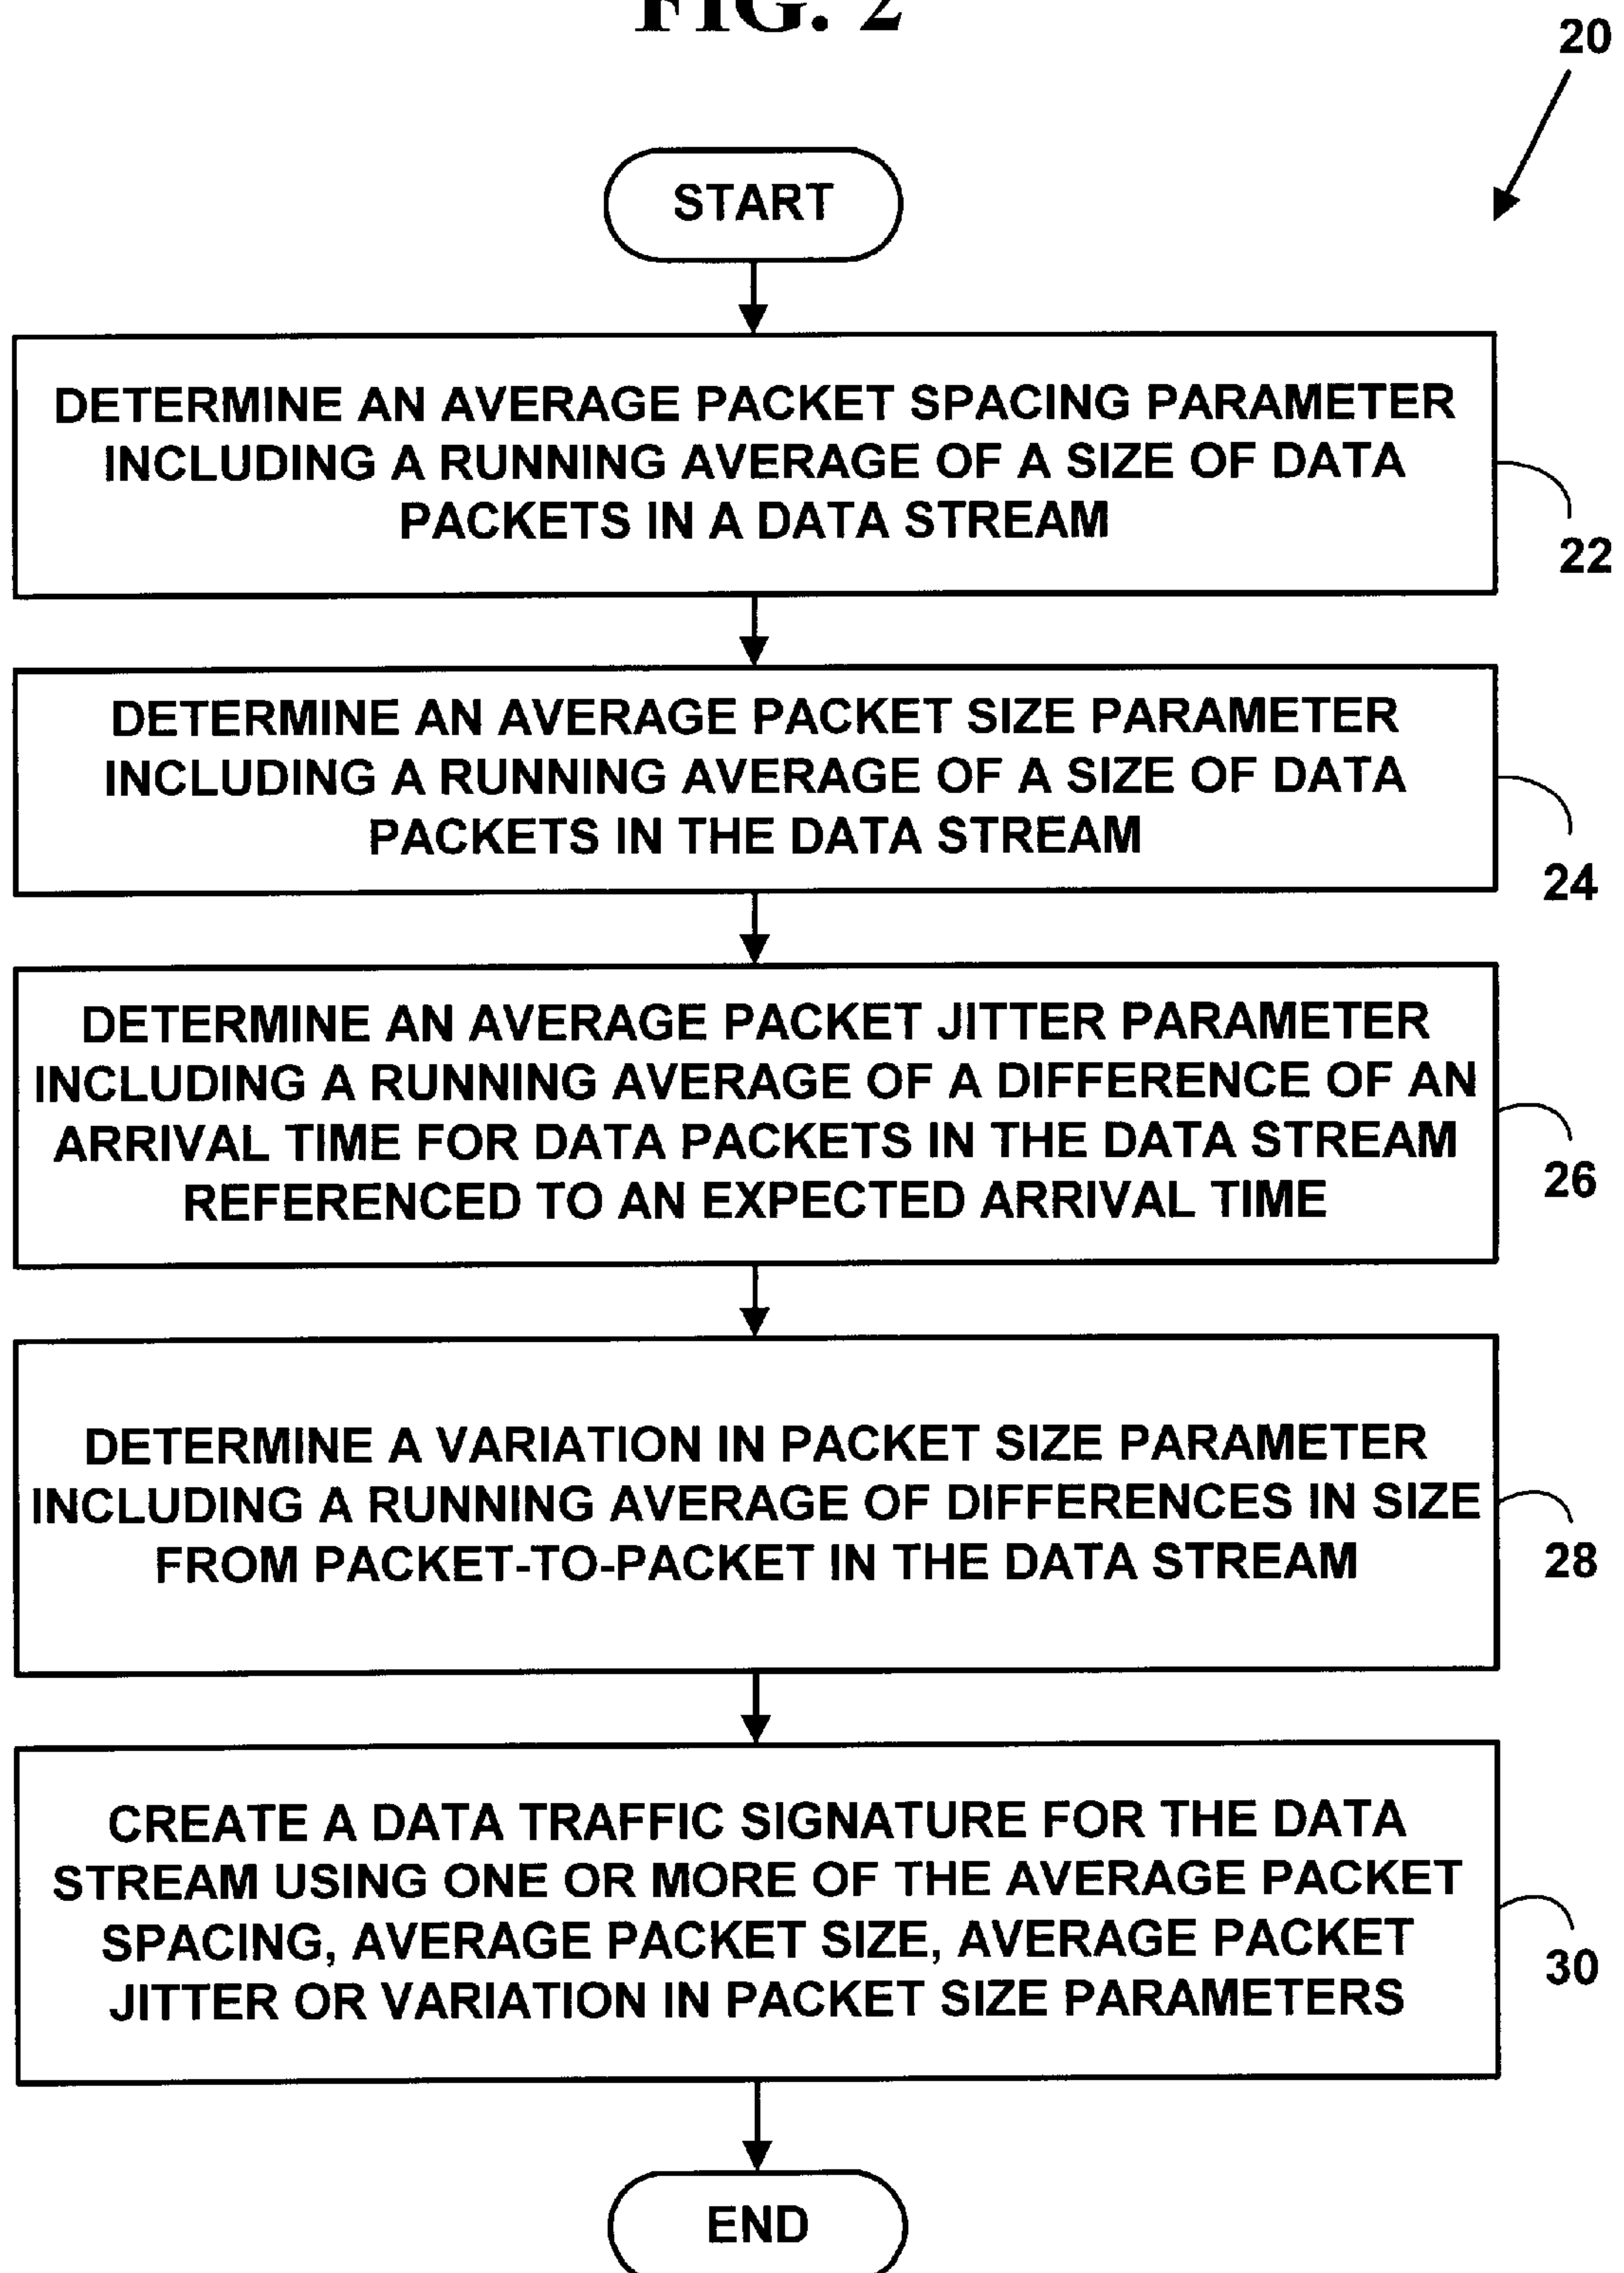 FIG. 2
20
START
DETERMINE AN AVERAGE PACKET SPACING PARAMETER
INCLUDING A RUNNING AVERAGE OF A SIZE OF DATA
PACKETS IN A DATA STREAM
22
DETERMINE AN AVERAGE PACKET SIZE PARAMETER
INCLUDING A RUNNING AVERAGE OF A SIZE OF DATA
PACKETS IN THE DATA STREAM
24
DETERMINE AN AVERAGE PACKET JITTER PARAMETER
INCLUDING A RUNNING AVERAGE OF A DIFFERENCE OF AN
ARRIVAL TIME FOR DATA PACKETS IN THE DATA STREAM
REFERENCED TO AN EXPECTED ARRIVAL TIME
26
DETERMINE A VARIATION IN PACKET SIZE PARAMETER
INCLUDING A RUNNING AVERAGE OF DIFFERENCES IN SIZE
FROM PACKET-TO-PACKET IN THE DATA STREAM
28
CREATE A DATA TRAFFIC SIGNATURE FOR THE DATA
STREAM USING ONE OR MORE OF THE AVERAGE PACKET
SPACING, AVERAGE PACKET SIZE, AVERAGE PACKET
JITTER OR VARIATION IN PACKET SIZE PARAMETERS
30
END